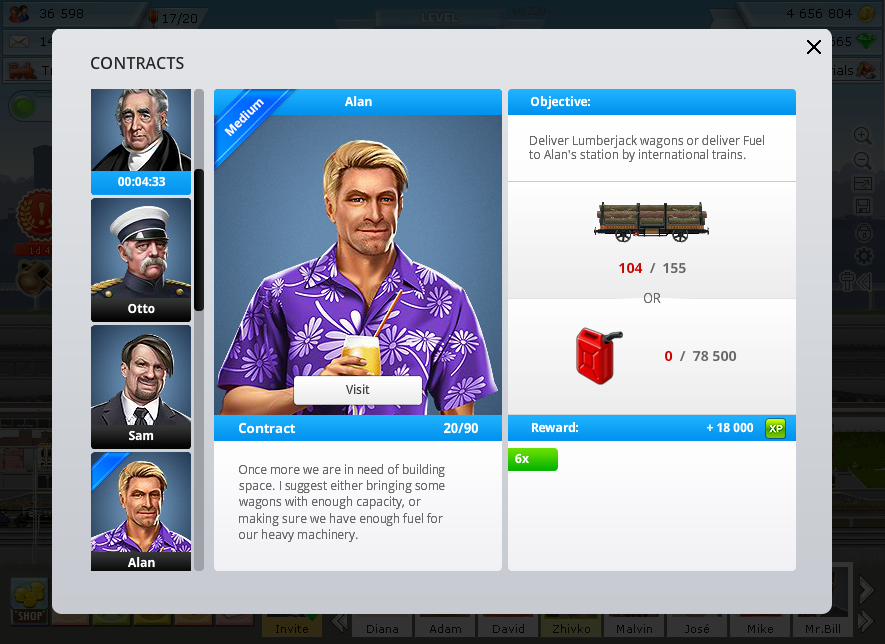 36 598
17/20
LEVEL
4 656 804
CONTRACTS
00:04:33
Otto
Sam
Alan
Medium
Alan
Visit
Contract 20/90
Once more we are in need of building
space. I suggest either bringing some
wagons with enough capacity, or
making sure we have enough fuel for
our heavy machinery.
Objective:
Deliver Lumberjack wagons or deliver Fuel
to Alan's station by international trains.
104 / 155
OR
0 / 78 500
Reward: + 18 000 XP
6x
SHOP
Invite
Diana
Adam
David
Zhivko
Malvin
José
Mike
Mr.Bill